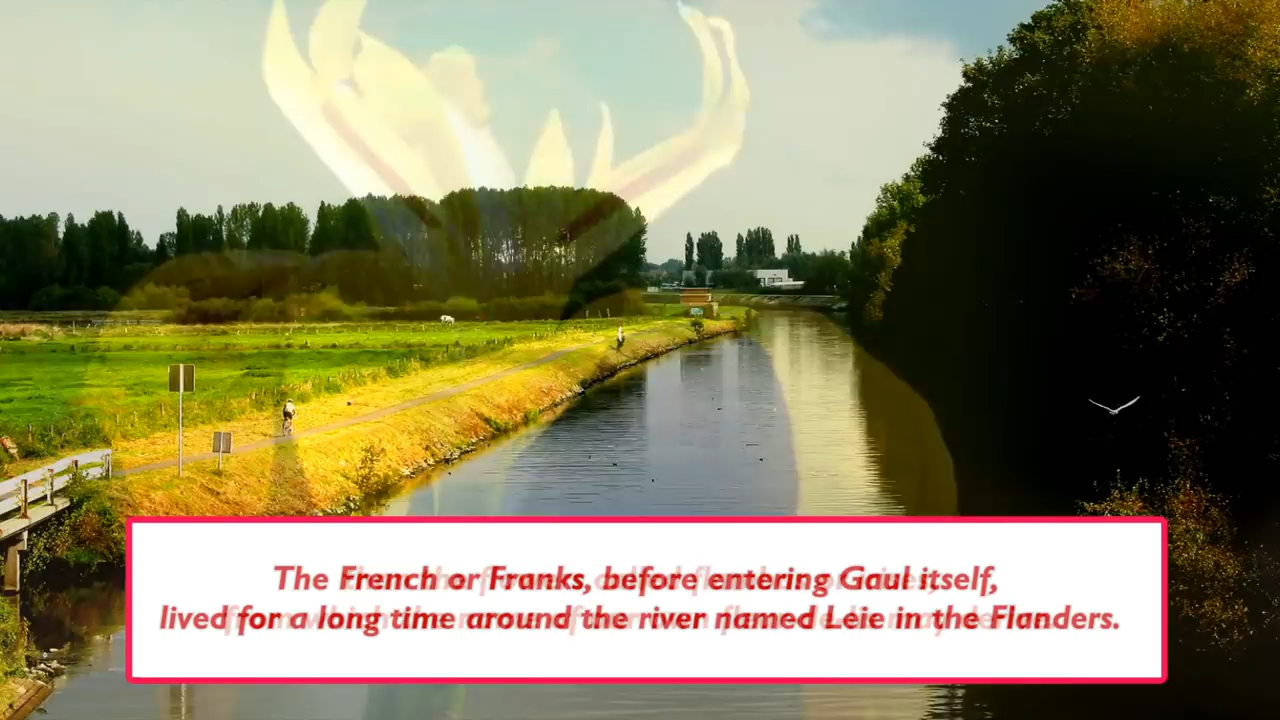 The French or Franks, before entering Gaul itself,
lived for a long time around the river named Leie in the Flanders.